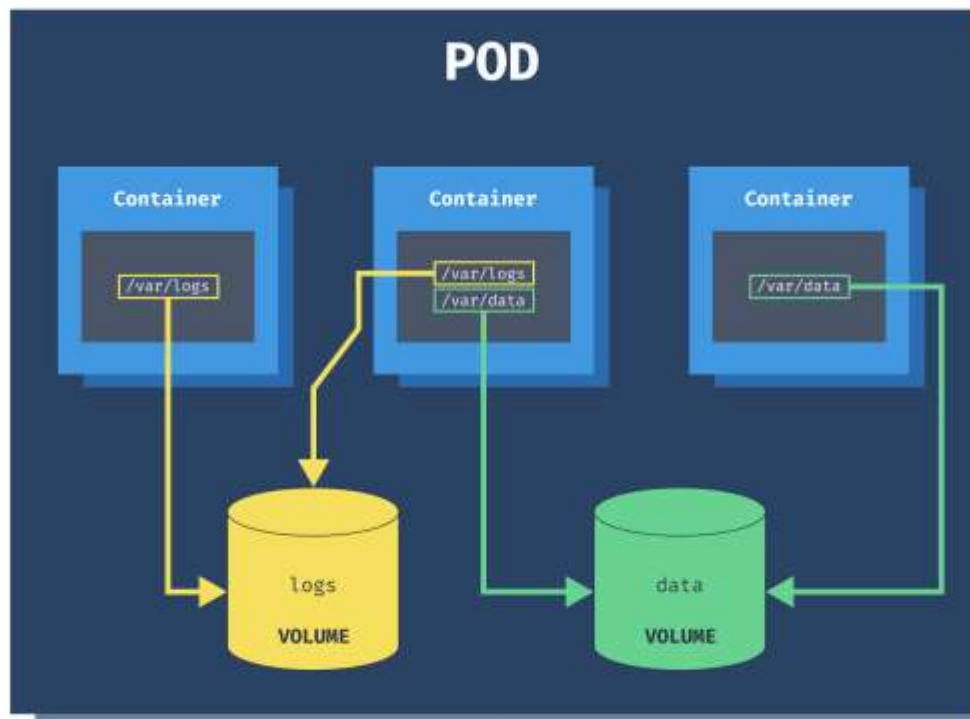 POD
Container
/var/logs
Container
/var/logs
/var/data
Container
/var/data
logs
VOLUME
data
VOLUME